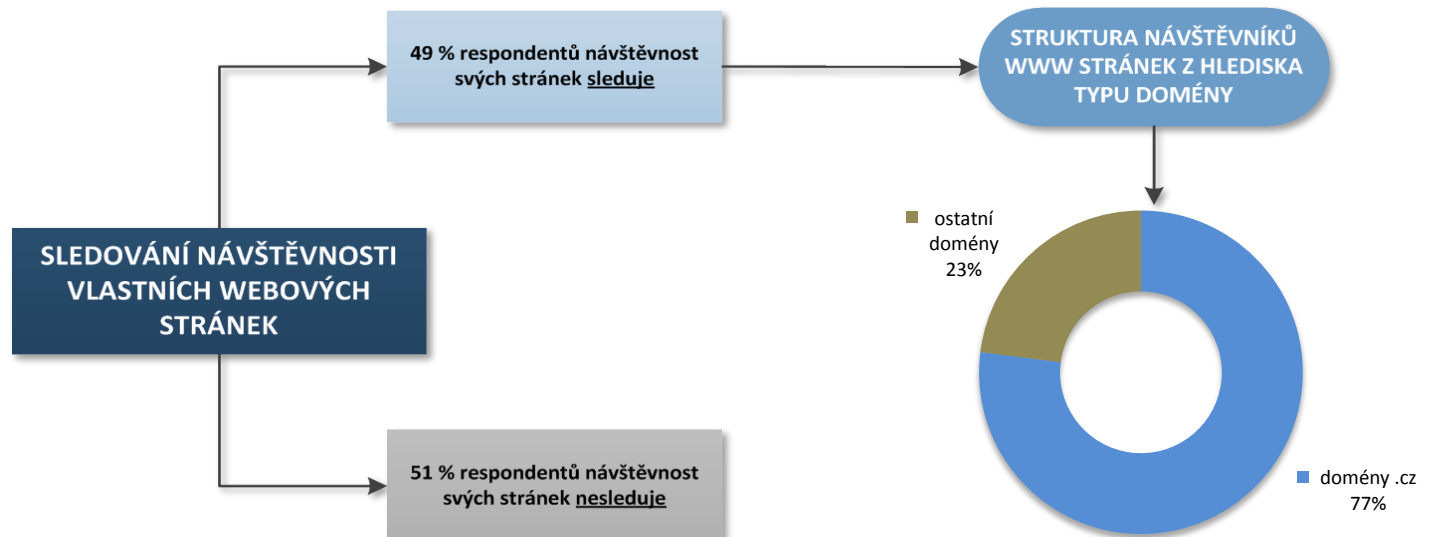 49 % respondentů návštěvnost
svých stránek sleduje
STRUKTURA NÁVŠTĚVNÍKŮ
WWW STRÁNEK Z HLEDISKA
TYPU DOMÉNY
SLEDOVÁNÍ NÁVŠTĚVNOSTI
VLASTNÍCH WEBOVÝCH
STRÁNEK
ostatní
domény
23%
51 % respondentů návštěvnost
svých stránek nesleduje
domény .cz
77%